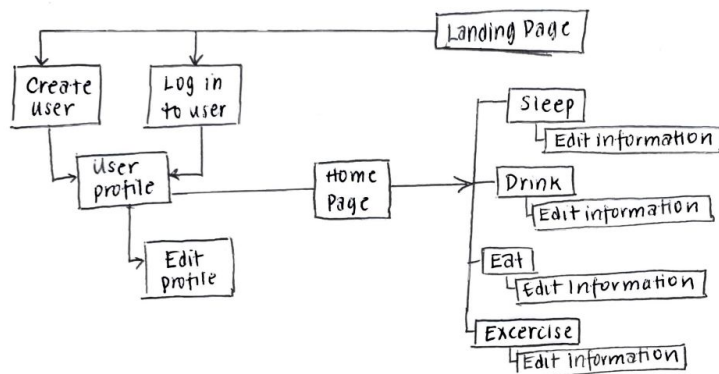 Landing Page
Create
user
Log in
to user
User
profile
Home
Page
Edit
profile
Sleep
Edit information
Drink
Edit information
Eat
Edit Information
Excercise
Edit information